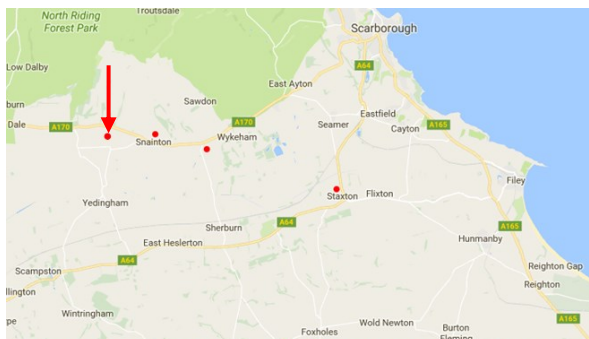 Troutsdale
North Riding
Forest Park
Scarborough
A64
Low Dalby
East Ayton
Sawdon
burn
A170
Eastfield
Dale
A170
Snainton
Wykeham
Seamer
Cayton
A165
Filey
Yedingham
Staxton
Flixton
Sherburn
A64
A165
East Heslerton
Hunmanby
A64
Scampston
Reighton Gap
Reighton
llington
Wintringham
A165
pe
Foxholes
Wold Newton
Burton
Fleming